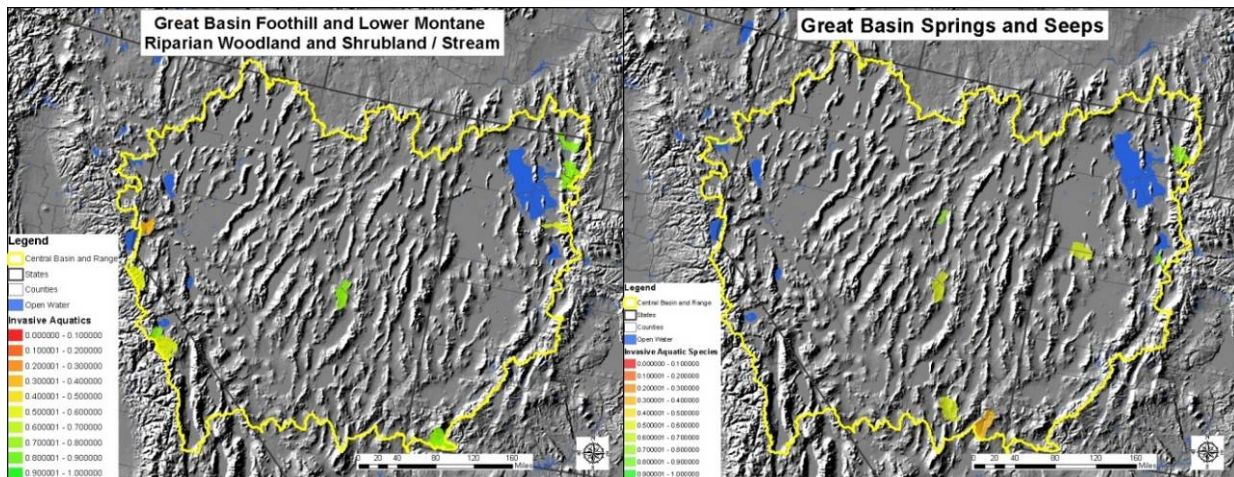 Great Basin Foothill and Lower Montane
Riparian Woodland and Shrubland / Stream
Legend
Central Basin and Range
States
Counties
Open Water
Invasive Aquatics
0.000000 - 0.100000
0.100001 - 0.200000
0.200001 - 0.300000
0.300001 - 0.400000
0.400001 - 0.500000
0.500001 - 0.600000
0.600001 - 0.700000
0.700001 - 0.800000
0.800001 - 0.900000
0.900001 - 1.000000
0 20 40 80 120 160
Miles
Great Basin Springs and Seeps
Legend
Central Basin and Range
States
Counties
Open Water
Invasive Aquatic Species
0.000000 - 0.100000
0.100001 - 0.200000
0.200001 - 0.300000
0.300001 - 0.400000
0.400001 - 0.500000
0.500001 - 0.600000
0.600001 - 0.700000
0.700001 - 0.800000
0.800001 - 0.900000
0.900001 - 1.000000
0 20 40 80 120 160
Miles